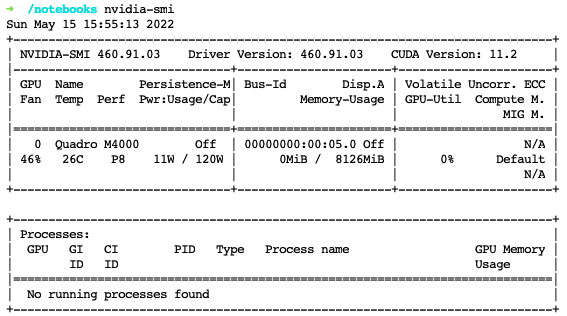 → /notebooks nvidia-smi
Sun May 15 15:55:13 2022
+-----------------------------------------------------------------------------+
| NVIDIA-SMI 460.91.03    Driver Version: 460.91.03    CUDA Version: 11.2     |
|-------------------------------+----------------------+----------------------+
| GPU  Name        Persistence-M| Bus-Id        Disp.A | Volatile Uncorr. ECC |
| Fan  Temp  Perf  Pwr:Usage/Cap|         Memory-Usage | GPU-Util  Compute M. |
|                               |                      |               MIG M. |
|===============================+======================+======================|
|   0  Quadro M4000        Off  | 00000000:00:05.0 Off |                  N/A |
| 46%   26C    P8    11W / 120W |      0MiB /  8126MiB |      0%      Default |
|                               |                      |                  N/A |
+-------------------------------+----------------------+----------------------+

+-----------------------------------------------------------------------------+
| Processes:                                                                  |
|  GPU   GI   CI        PID   Type   Process name                  GPU Memory |
|        ID   ID                                                   Usage      |
|=============================================================================|
|  No running processes found                                                 |
+-----------------------------------------------------------------------------+